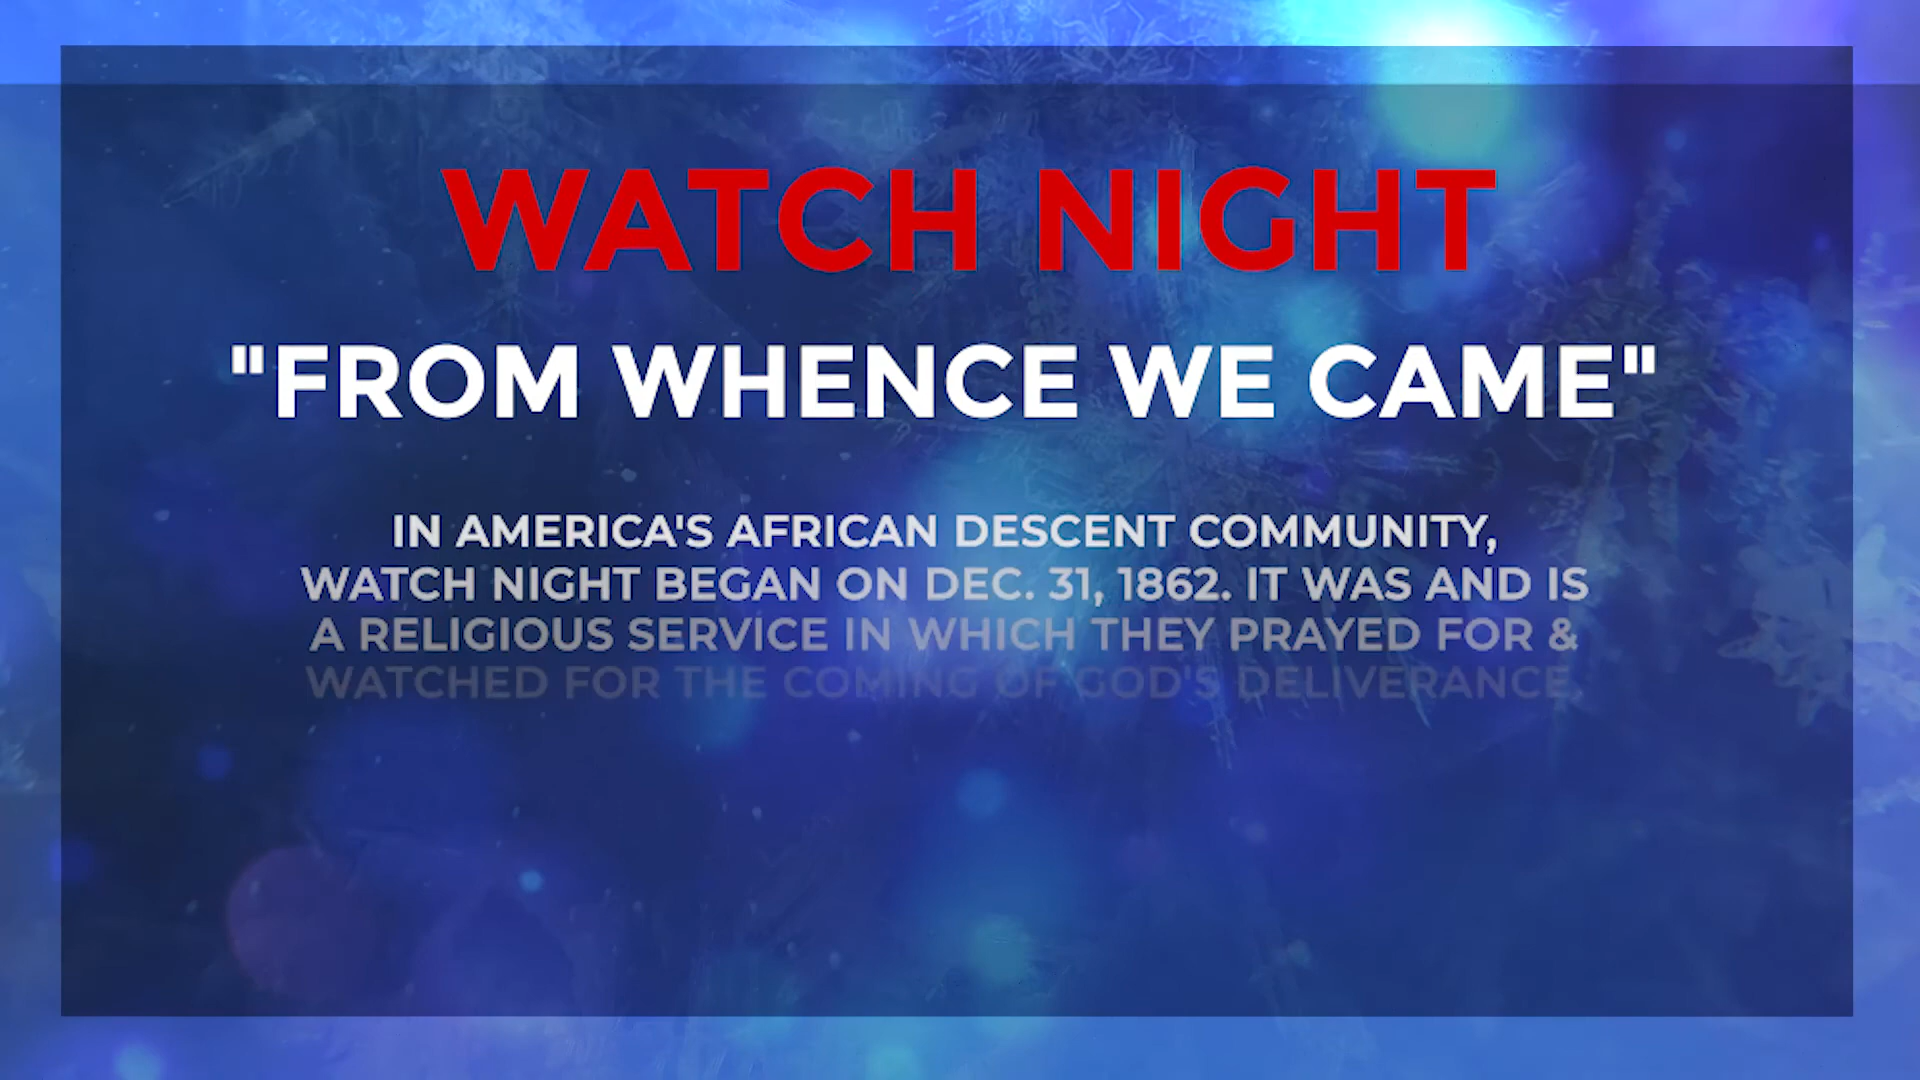 WATCH NIGHT
"FROM WHENCE WE CAME"
IN AMERICA'S AFRICAN DESCENT COMMUNITY,
WATCH NIGHT BEGAN ON DEC. 31, 1862. IT WAS AND IS
A RELIGIOUS SERVICE IN WHICH THEY PRAYED FOR &
WATCHED FOR THE COMING OF GOD'S DELIVERANCE.